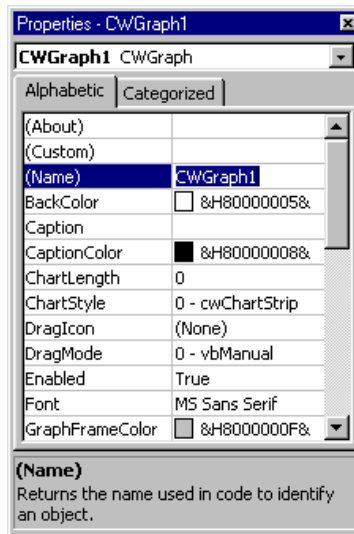 Properties - CWGraph1
CWGraph1 CWGraph
Alphabetic Categorized
(About)
(Custom)
(Name) CWGraph1
BackColor &H80000005&
Caption
CaptionColor &H80000008&
ChartLength 0
ChartStyle 0 - cwChartStrip
DragIcon (None)
DragMode 0 - vbManual
Enabled True
Font MS Sans Serif
GraphFrameColor &H8000000F&
(Name)
Returns the name used in code to identify
an object.